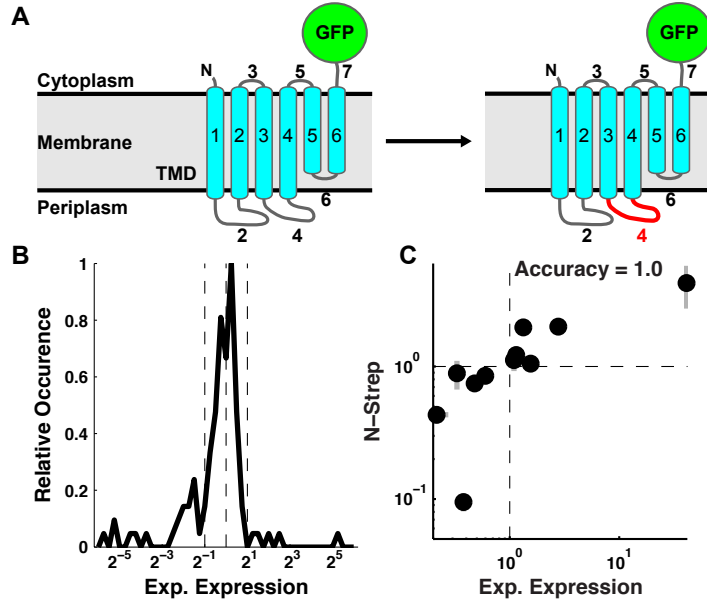 A
GFP
GFP
N
3
5
7
N
3
5
7
Cytoplasm
Membrane
1
2
3
4
5
6
1
2
3
4
5
6
TMD
Periplasm
6
6
2
4
2
4
B
C
1
0.8
0.6
0.4
0.2
0
Relative Occurence
2^-5
2^-3
2^-1
2^1
2^3
2^5
Exp. Expression
Accuracy = 1.0
10^0
10^-1
N-Strep
10^0
10^1
Exp. Expression